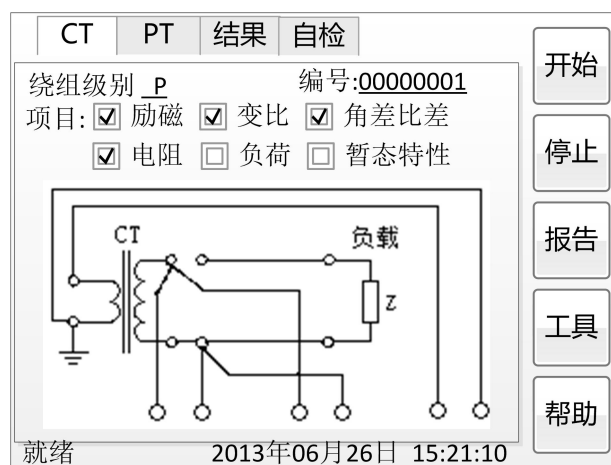 CT PT 结果 自检
绕组级别 P 编号:00000001
项目: 励磁 变比 角差比差
电阻 负荷 暂态特性
CT 负载
Z
就绪 2013年06月26日 15:21:10
开始
停止
报告
工具
帮助